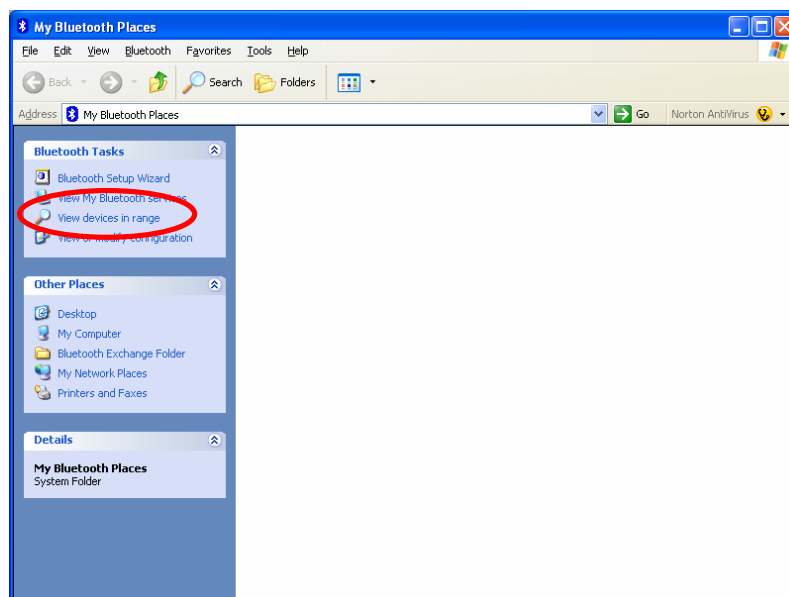 My Bluetooth Places
File Edit View Bluetooth Favorites Tools Help
Back Search Folders
Address My Bluetooth Places Go Norton AntiVirus
Bluetooth Tasks
Bluetooth Setup Wizard
View My Bluetooth services
View devices in range
View or modify configuration
Other Places
Desktop
My Computer
Bluetooth Exchange Folder
My Network Places
Printers and Faxes
Details
My Bluetooth Places
System Folder